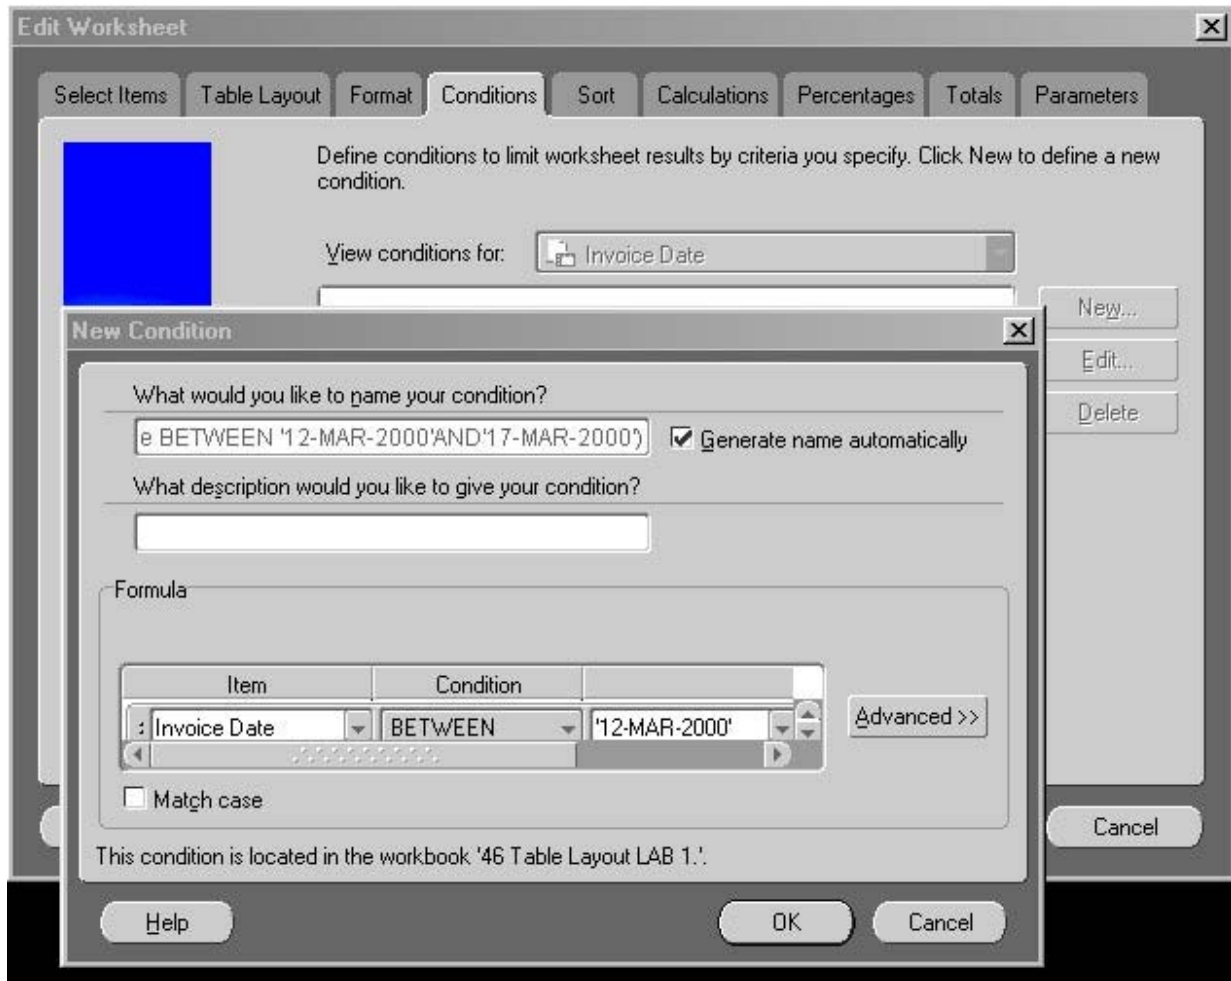 Edit Worksheet
Select Items Table Layout Format Conditions Sort Calculations Percentages Totals Parameters
Define conditions to limit worksheet results by criteria you specify. Click New to define a new
condition.
View conditions for: Invoice Date
New...
Edit...
Delete
New Condition
What would you like to name your condition?
e BETWEEN '12-MAR-2000'AND'17-MAR-2000') Generate name automatically
What description would you like to give your condition?
Formula
Item Condition
Invoice Date BETWEEN '12-MAR-2000'
Advanced >>
Match case
This condition is located in the workbook '46 Table Layout LAB 1.'.
Help OK Cancel
Cancel